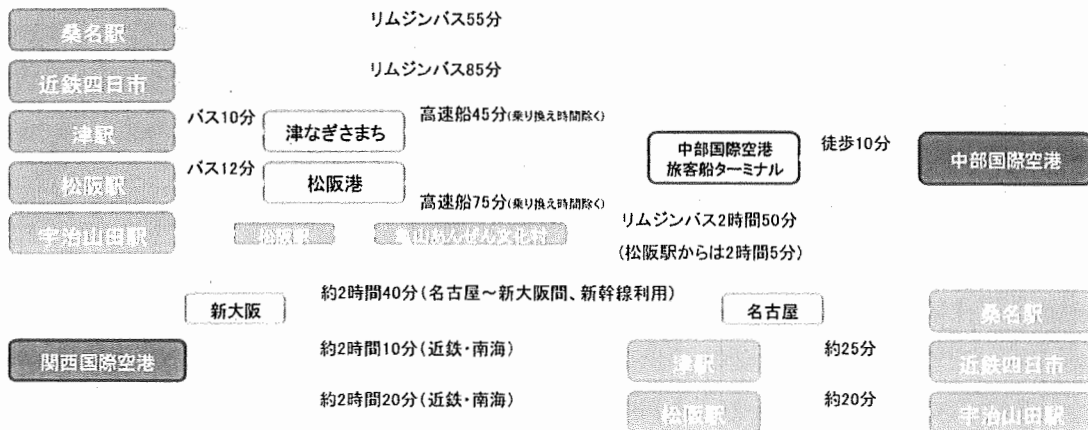 桑名駅
リムジンバス55分
近鉄四日市
リムジンバス85分
津駅
バス10分
津なぎさまち
高速船45分(乗り換え時間除く)
松阪駅
バス12分
松阪港
高速船75分(乗り換え時間除く)
中部国際空港
旅客船ターミナル
徒歩10分
中部国際空港
宇治山田駅
松阪駅
亀山あんぜん文化村
リムジンバス2時間50分
(松阪駅からは2時間5分)
新大阪
約2時間40分(名古屋～新大阪間、新幹線利用)
名古屋
桑名駅
関西国際空港
約2時間10分(近鉄・南海)
津駅
約25分
近鉄四日市
約2時間20分(近鉄・南海)
松阪駅
約20分
宇治山田駅